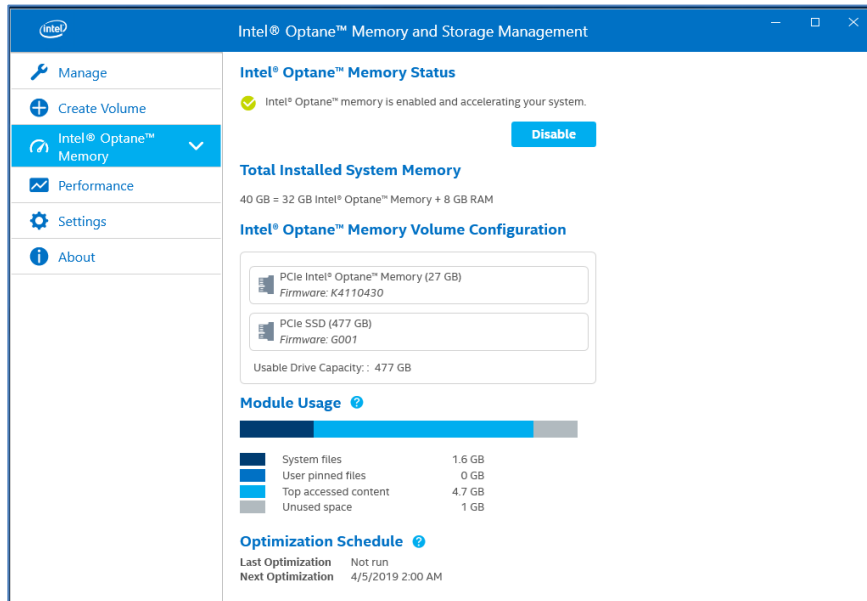 intel
Intel® Optane™ Memory and Storage Management
Manage
Create Volume
Intel® Optane™
Memory
Performance
Settings
About
Intel® Optane™ Memory Status
Intel® Optane™ memory is enabled and accelerating your system.
Disable
Total Installed System Memory
40 GB = 32 GB Intel® Optane™ Memory + 8 GB RAM
Intel® Optane™ Memory Volume Configuration
PCIe Intel® Optane™ Memory (27 GB)
Firmware: K4110430
PCIe SSD (477 GB)
Firmware: G001
Usable Drive Capacity: : 477 GB
Module Usage ?
System files 1.6 GB
User pinned files 0 GB
Top accessed content 4.7 GB
Unused space 1 GB
Optimization Schedule ?
Last Optimization Not run
Next Optimization 4/5/2019 2:00 AM